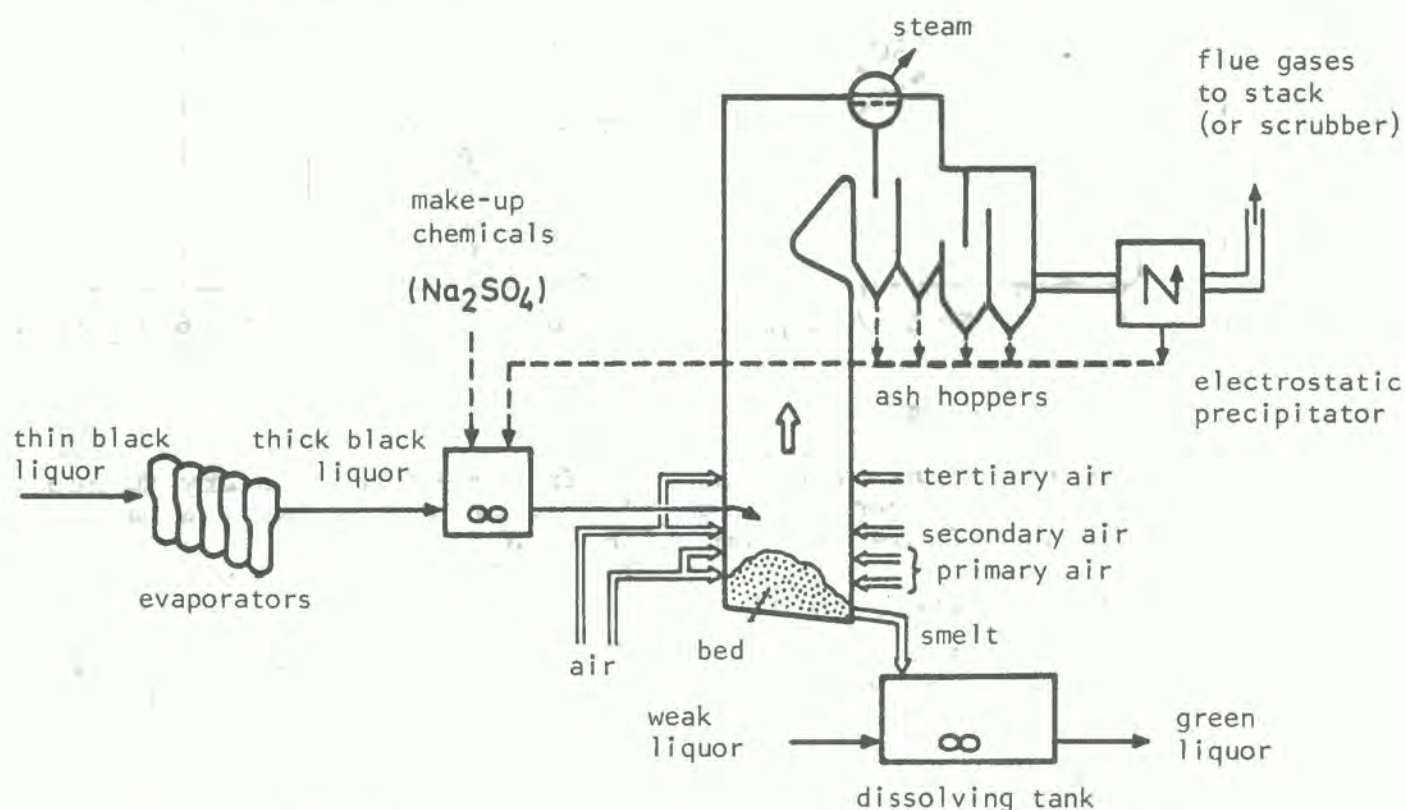 steam
flue gases
to stack
(or scrubber)
make-up
chemicals
(Na₂SO₄)
ash hoppers
electrostatic
precipitator
thin black
liquor
thick black
liquor
tertiary air
secondary air
primary air
evaporators
air
bed
smelt
weak
liquor
green
liquor
dissolving tank